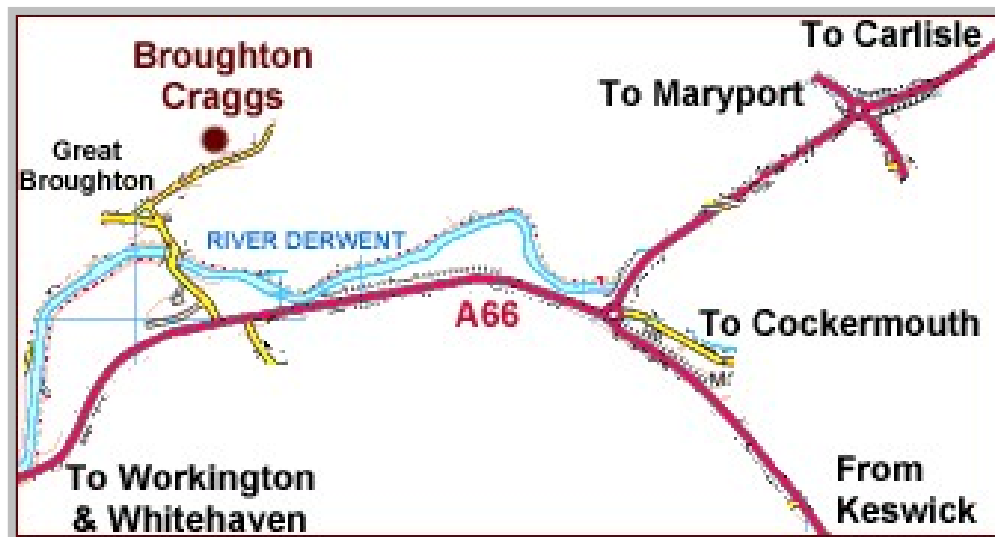 Broughton
Craggs
To Carlisle
To Maryport
Great
Broughton
RIVER DERWENT
A66
To Cockermouth
To Workington
& Whitehaven
From
Keswick